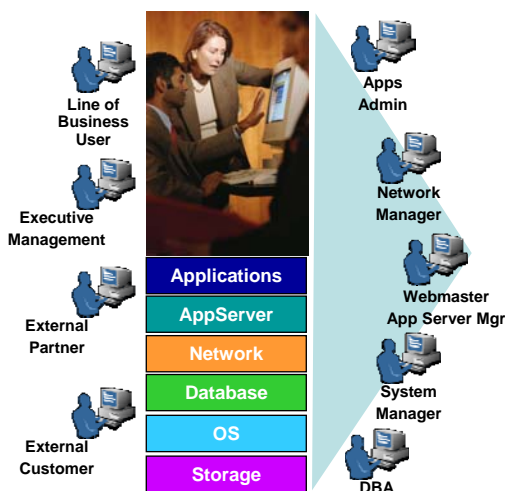 Line of
Business
User
Executive
Management
External
Partner
External
Customer
Applications
AppServer
Network
Database
OS
Storage
Apps
Admin
Network
Manager
Webmaster
App Server Mgr
System
Manager
DBA